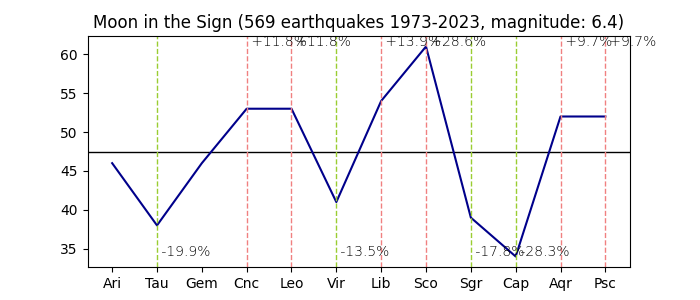 Moon in the Sign (569 earthquakes 1973-2023, magnitude: 6.4)
+11.8% +11.8% +13.9% +28.6% +9.7% +9.7%
60
55
50
45
40
35
-19.9% -13.5% -17.8% -28.3%
Ari Tau Gem Cnc Leo Vir Lib Sco Sgr Cap Aqr Psc